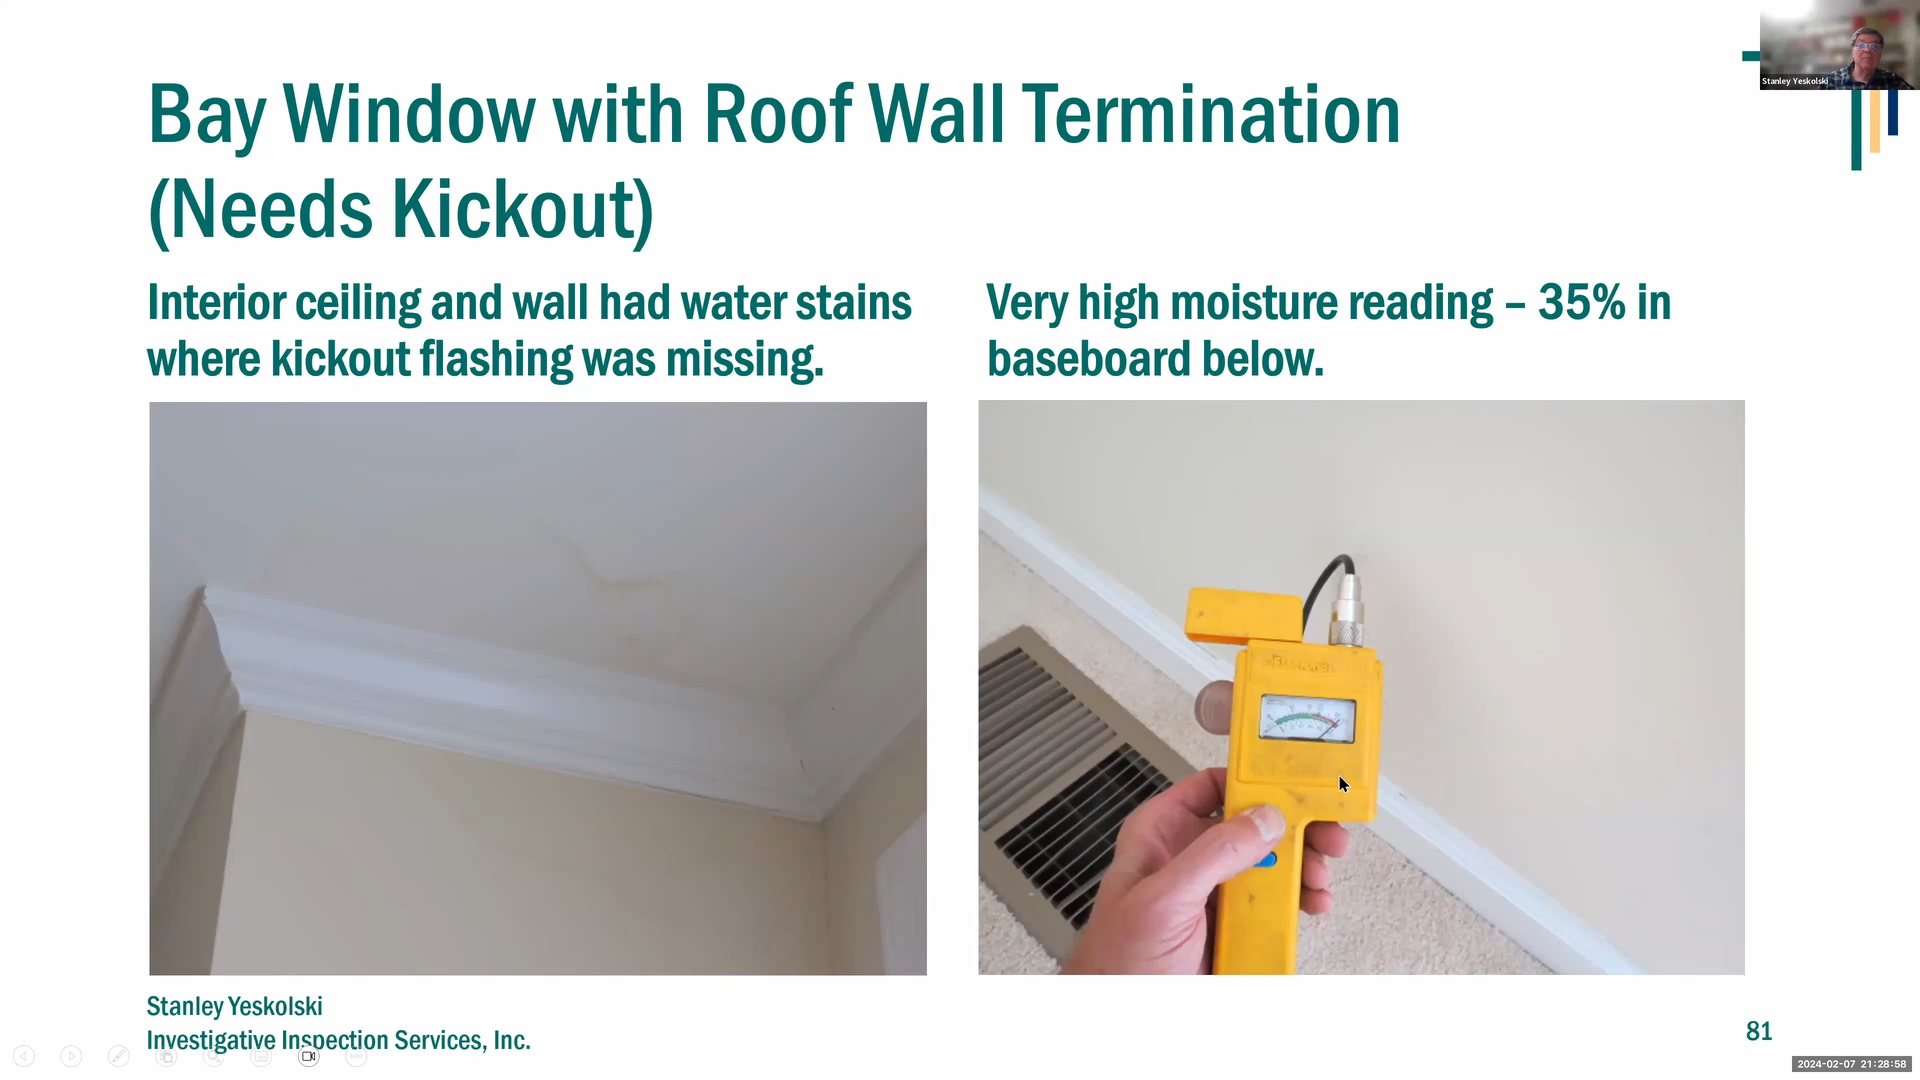 Bay Window with Roof Wall Termination
(Needs Kickout)
Interior ceiling and wall had water stains
where kickout flashing was missing.
Very high moisture reading – 35% in
baseboard below.
Stanley Yeskolski
Stanley Yeskolski
Investigative Inspection Services, Inc.
81
2024-02-07 21:28:58